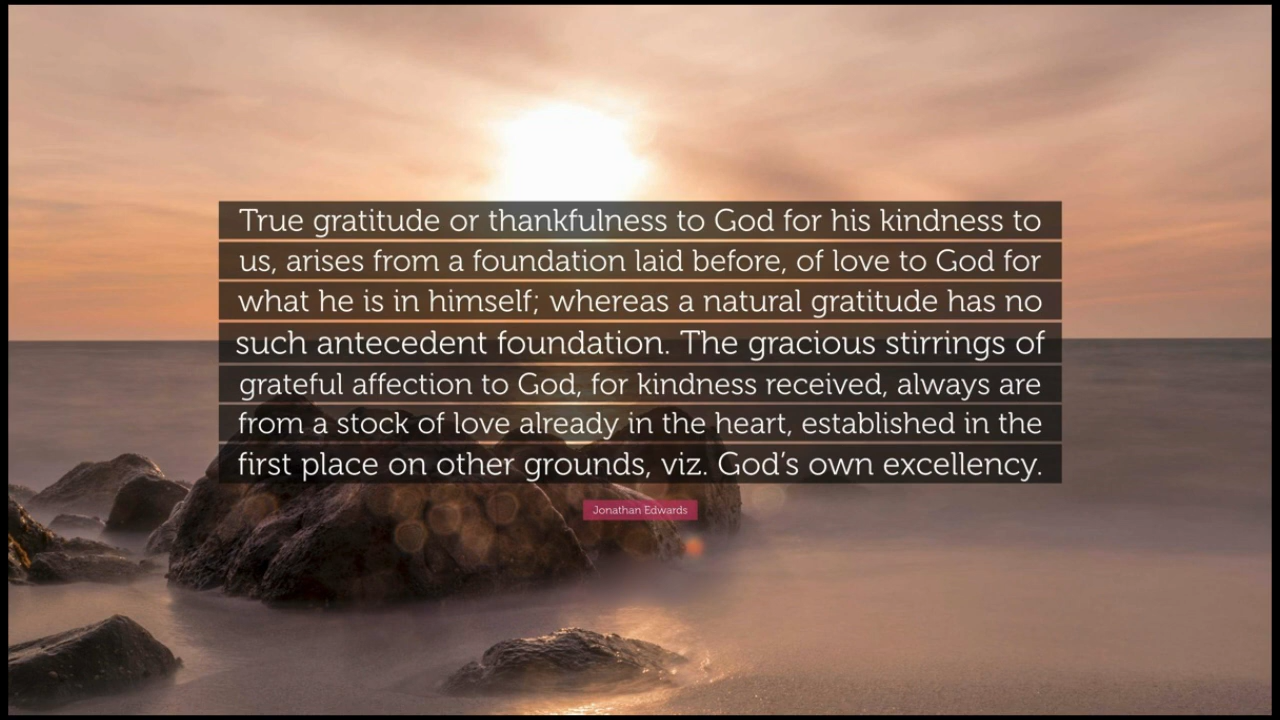 True gratitude or thankfulness to God for his kindness to
us, arises from a foundation laid before, of love to God for
what he is in himself; whereas a natural gratitude has no
such antecedent foundation. The gracious stirrings of
grateful affection to God, for kindness received, always are
from a stock of love already in the heart, established in the
first place on other grounds, viz. God’s own excellency.
Jonathan Edwards